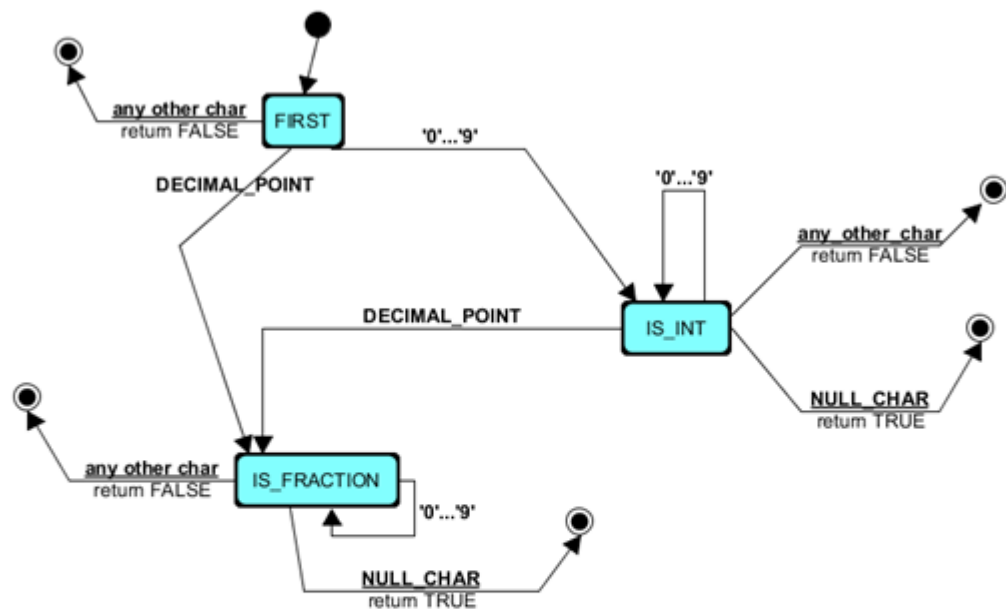 any other char
return FALSE
FIRST
'0'...'9'
DECIMAL_POINT
'0'...'9'
any_other_char
return FALSE
DECIMAL_POINT
IS_INT
NULL_CHAR
return TRUE
any other char
return FALSE
IS_FRACTION
'0'...'9'
NULL_CHAR
return TRUE